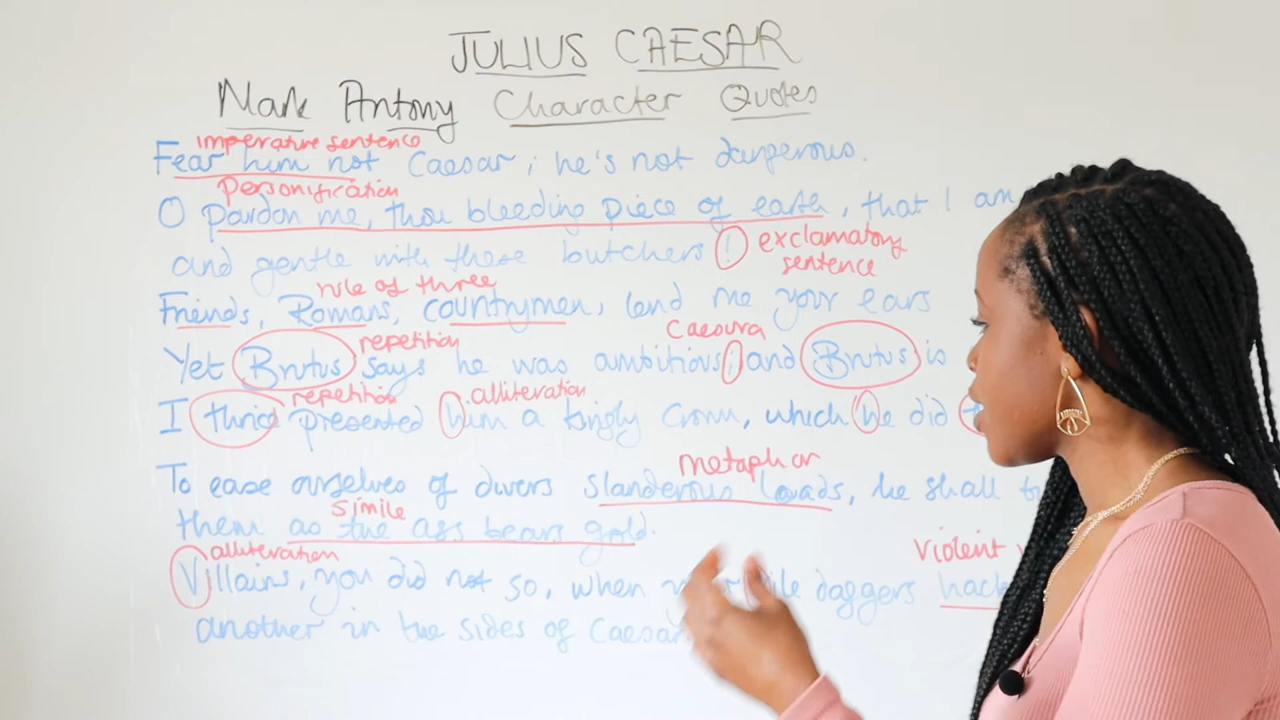 JULIUS CAESAR
Mark Antony Character Quotes
imperative sentence
Fear him not Caesar; he's not dangerous.
Personification
O pardon me, thou bleeding piece of earth, that I am
and gentle with these butchers! exclamatory
sentence
rule of three
Friends, Romans, countrymen, lend me your ears
repetition caesura
Yet Brutus says he was ambitious; and Brutus is
repetition alliteration
I thrice presented him a kingly Crown, which he did
metaphor
To ease ourselves of divers slanderous loads, he shall
simile
them as the ass bears gold.
alliteration violent
Villains, you did not so, when your vile daggers hack
another in the sides of Caesar